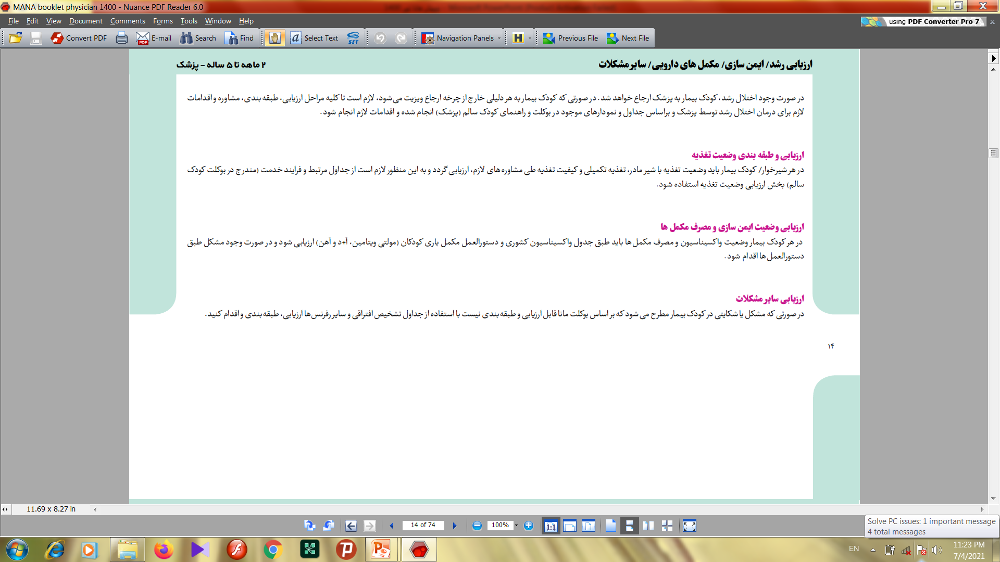 MANA booklet physician 1400 - Nuance PDF Reader 6.0
File Edit View Document Comments Forms Tools Window Help
using PDF Converter Pro 7
Convert PDF E-mail Search Find Select Text SET Navigation Panels Previous File Next File
ارزیابی رشد/ ایمن سازی/ مکمل های دارویی/ سایر مشکلات
۲ ماهه تا ۵ ساله - پزشک
در صورت وجود اختلال رشد، کودک بیمار به پزشک ارجاع خواهد شد. در صورتی که کودک بیمار به هر دلیلی خارج از چرخه ارجاع ویزیت می‌شود، لازم است تا کلیه مراحل ارزیابی، طبقه بندی، مشاوره و اقدامات
لازم برای درمان اختلال رشد توسط پزشک و براساس جداول و نمودارهای موجود در بوکلت و راهنمای کودک سالم (پزشک) انجام شده و اقدامات لازم انجام شود.
ارزیابی و طبقه بندی وضعیت تغذیه
در هر شیرخوار/ کودک بیمار باید وضعیت تغذیه با شیر مادر، تغذیه تکمیلی و کیفیت تغذیه طی مشاوره های لازم، ارزیابی گردد و به این منظور لازم است از جداول مرتبط و فرایند خدمت (مندرج در بوکلت کودک
سالم) بخش ارزیابی وضعیت تغذیه استفاده شود.
ارزیابی وضعیت ایمن سازی و مصرف مکمل ها
در هر کودک بیمار وضعیت واکسیناسیون و مصرف مکمل ها باید طبق جدول واکسیناسیون کشوری و دستورالعمل مکمل یاری کودکان (مولتی ویتامین، آ+د و آهن) ارزیابی شود و در صورت وجود مشکل طبق
دستورالعمل ها اقدام شود.
ارزیابی سایر مشکلات
در صورتی که مشکل یا شکایتی در کودک بیمار مطرح می شود که بر اساس بوکلت مانا قابل ارزیابی و طبقه بندی نیست با استفاده از جداول تشخیص افتراقی و سایر رفرنس ها ارزیابی، طبقه بندی و اقدام کنید.
۱۴
11.69 x 8.27 in
14 of 74
100%
1:1
Solve PC issues: 1 important message
4 total messages
EN
11:23 PM
7/4/2021